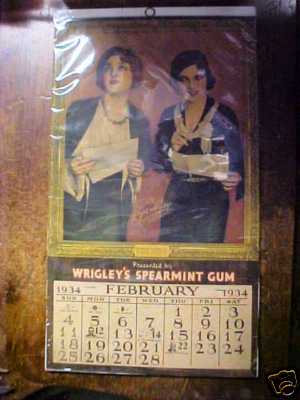 Presented by
WRIGLEY'S SPEARMINT GUM
1934 FEBRUARY 1934
SUN MON TUE WED THU FRI SAT
1 2 3
4 5 6 7 8 9 10
11 12 13 14 15 16 17
18 19 20 21 22 23 24
25 26 27 28